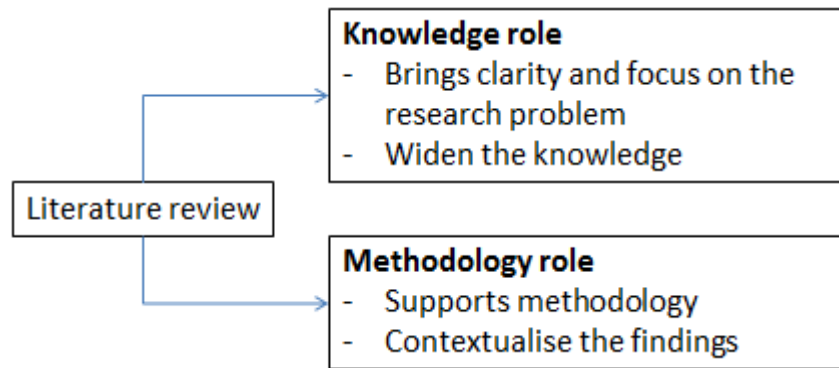 Knowledge role
- Brings clarity and focus on the
research problem
- Widen the knowledge
Literature review
Methodology role
- Supports methodology
- Contextualise the findings